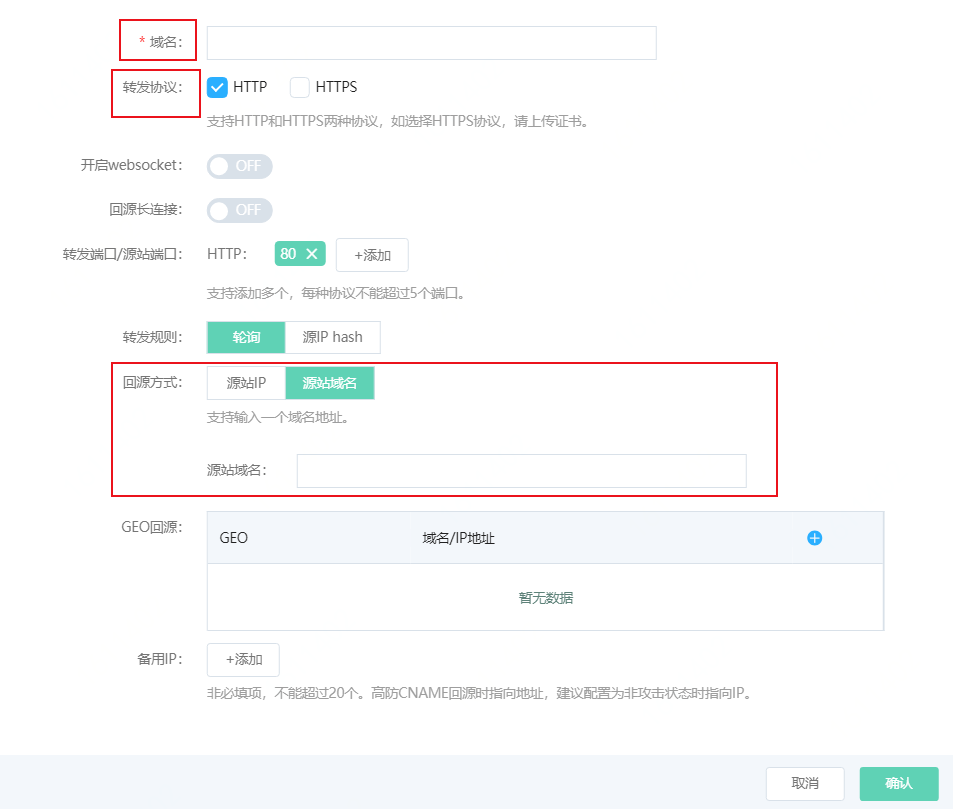 * 域名：
转发协议： HTTP HTTPS
支持HTTP和HTTPS两种协议，如选择HTTPS协议，请上传证书。
开启websocket： OFF
回源长连接： OFF
转发端口/源站端口： HTTP： 80 × +添加
支持添加多个，每种协议不能超过5个端口。
转发规则： 轮询 源IP hash
回源方式： 源站IP 源站域名
支持输入一个域名地址。
源站域名：
GEO回源： GEO 域名/IP地址
暂无数据
备用IP： +添加
非必填项，不能超过20个。高防CNAME回源时指向地址，建议配置为非攻击状态时指向IP。
取消 确认